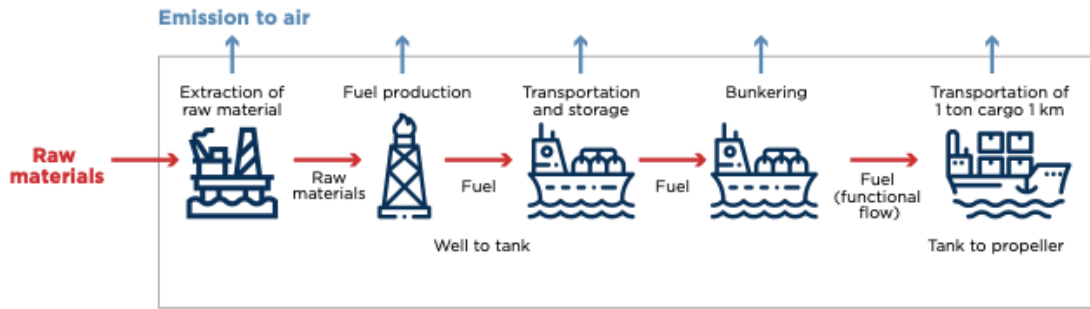 Emission to air
Extraction of
raw material
Fuel production
Transportation
and storage
Bunkering
Transportation of
1 ton cargo 1 km
Raw
materials
Raw
materials
Fuel
Fuel
Fuel
(functional
flow)
Well to tank
Tank to propeller